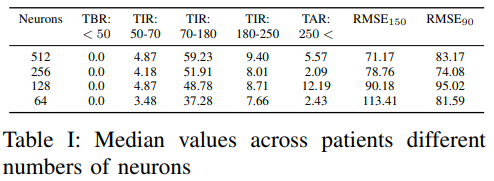 Neurons TBR: TIR: TIR: TIR: TAR: RMSE150 RMSE90
< 50 50-70 70-180 180-250 250 <
512 0.0 4.87 59.23 9.40 5.57 71.17 83.17
256 0.0 4.18 51.91 8.01 2.09 78.76 74.08
128 0.0 4.87 48.78 8.71 12.19 90.18 95.02
64 0.0 3.48 37.28 7.66 2.43 113.41 81.59
Table I: Median values across patients different
numbers of neurons